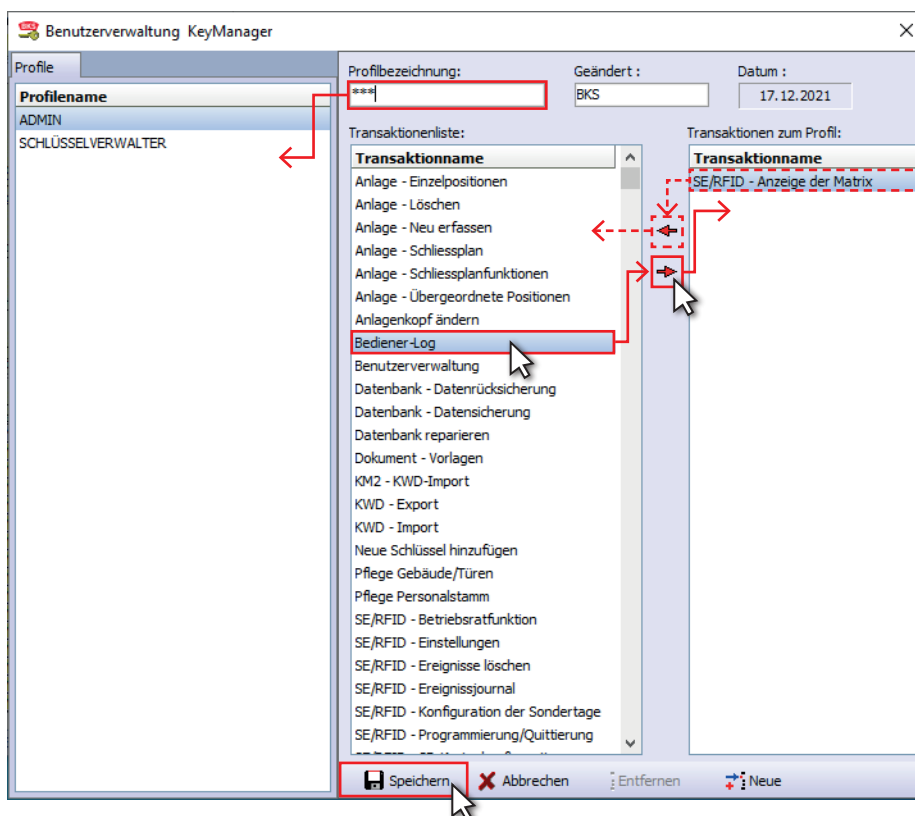 Benutzerverwaltung KeyManager
Profile
Profilename
ADMIN
SCHLÜSSELVERWALTER
Profilbezeichnung:
Geändert :
Datum :
***
BKS
17.12.2021
Transaktionenliste:
Transaktionname
Anlage - Einzelpositionen
Anlage - Löschen
Anlage - Neu erfassen
Anlage - Schliessplan
Anlage - Schliessplanfunktionen
Anlage - Übergeordnete Positionen
Anlagenkopf ändern
Bediener-Log
Benutzerverwaltung
Datenbank - Datenrücksicherung
Datenbank - Datensicherung
Datenbank reparieren
Dokument - Vorlagen
KM2 - KWD-Import
KWD - Export
KWD - Import
Neue Schlüssel hinzufügen
Pflege Gebäude/Türen
Pflege Personalstamm
SE/RFID - Betriebsratfunktion
SE/RFID - Einstellungen
SE/RFID - Ereignisse löschen
SE/RFID - Ereignissjournal
SE/RFID - Konfiguration der Sondertage
SE/RFID - Programmierung/Quittierung
Transaktionen zum Profil:
Transaktionname
SE/RFID - Anzeige der Matrix
Speichern
Abbrechen
Entfernen
Neue